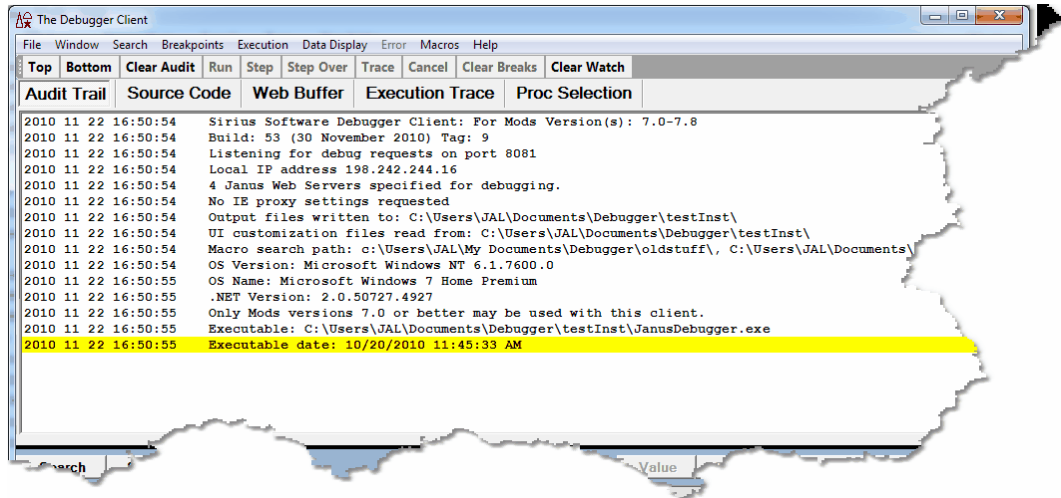 The Debugger Client
File Window Search Breakpoints Execution Data Display Error Macros Help
Top Bottom Clear Audit Run Step Step Over Trace Cancel Clear Breaks Clear Watch
Audit Trail Source Code Web Buffer Execution Trace Proc Selection
2010 11 22 16:50:54 Sirius Software Debugger Client: For Mods Version(s): 7.0-7.8
2010 11 22 16:50:54 Build: 53 (30 November 2010) Tag: 9
2010 11 22 16:50:54 Listening for debug requests on port 8081
2010 11 22 16:50:54 Local IP address 198.242.244.16
2010 11 22 16:50:54 4 Janus Web Servers specified for debugging.
2010 11 22 16:50:54 No IE proxy settings requested
2010 11 22 16:50:54 Output files written to: C:\Users\JAL\Documents\Debugger\testInst\
2010 11 22 16:50:54 UI customization files read from: C:\Users\JAL\Documents\Debugger\testInst\
2010 11 22 16:50:54 Macro search path: c:\Users\JAL\My Documents\Debugger\oldstuff\, C:\Users\JAL\Documents\
2010 11 22 16:50:54 OS Version: Microsoft Windows NT 6.1.7600.0
2010 11 22 16:50:55 OS Name: Microsoft Windows 7 Home Premium
2010 11 22 16:50:55 .NET Version: 2.0.50727.4927
2010 11 22 16:50:55 Only Mods versions 7.0 or better may be used with this client.
2010 11 22 16:50:55 Executable: C:\Users\JAL\Documents\Debugger\testInst\JanusDebugger.exe
2010 11 22 16:50:55 Executable date: 10/20/2010 11:45:33 AM
Search Value